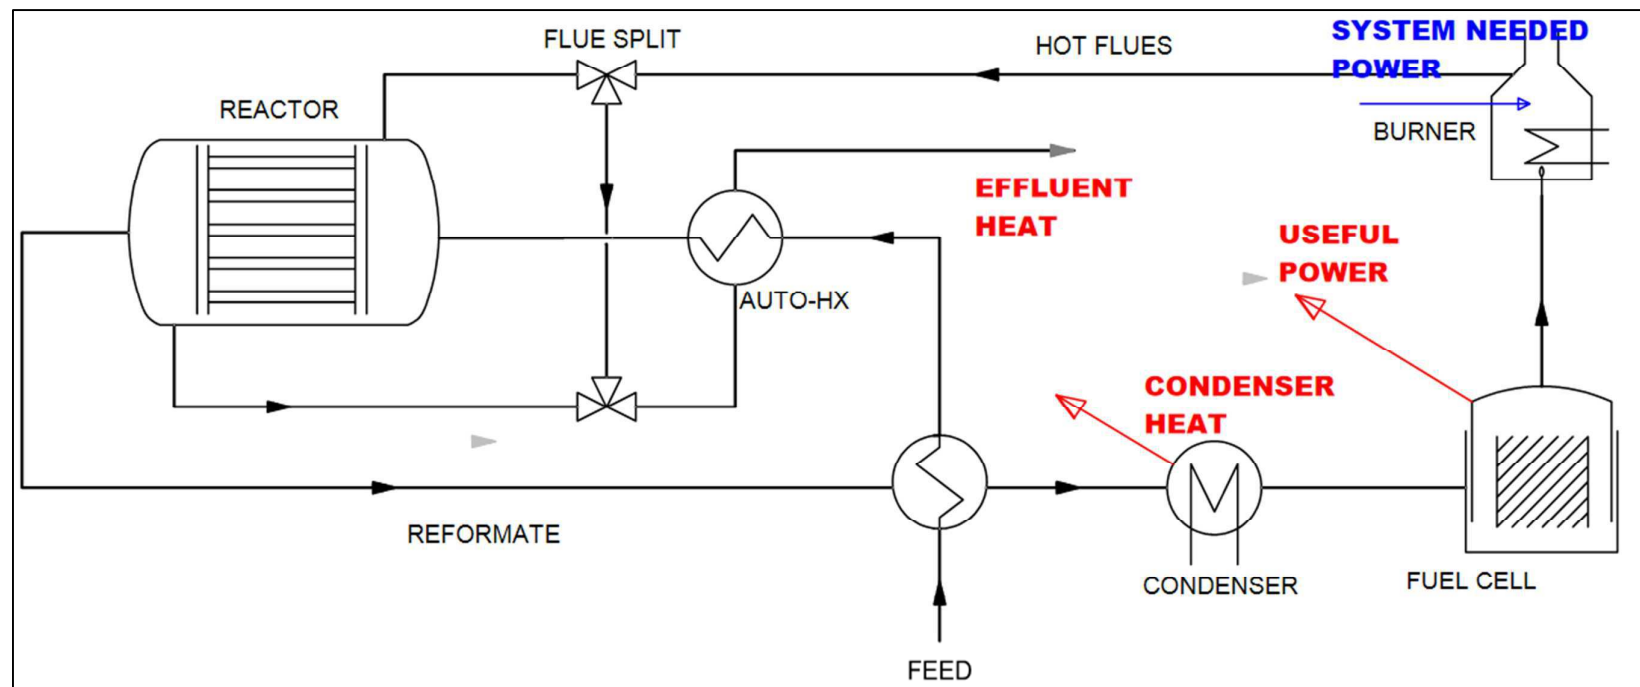 SYSTEM NEEDED
POWER
FLUE SPLIT
HOT FLUES
REACTOR
BURNER
EFFLUENT
HEAT
USEFUL
POWER
AUTO-HX
CONDENSER
HEAT
REFORMATE
CONDENSER
FUEL CELL
FEED